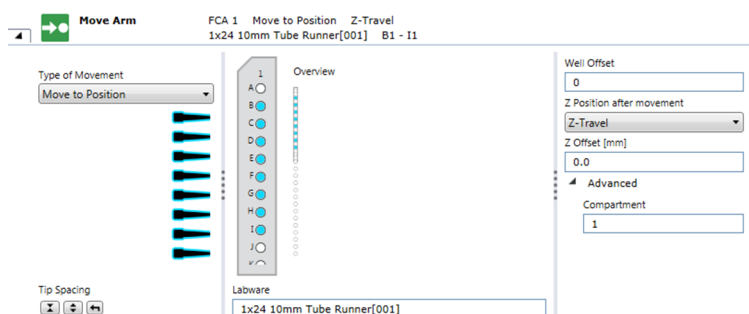 Move Arm
FCA 1 Move to Position Z-Travel
1x24 10mm Tube Runner[001] B1 - I1
Type of Movement
Move to Position
Tip Spacing
1
A
B
C
D
E
F
G
H
I
J
Overview
Labware
1x24 10mm Tube Runner[001]
Well Offset
0
Z Position after movement
Z-Travel
Z Offset [mm]
0.0
Advanced
Compartment
1